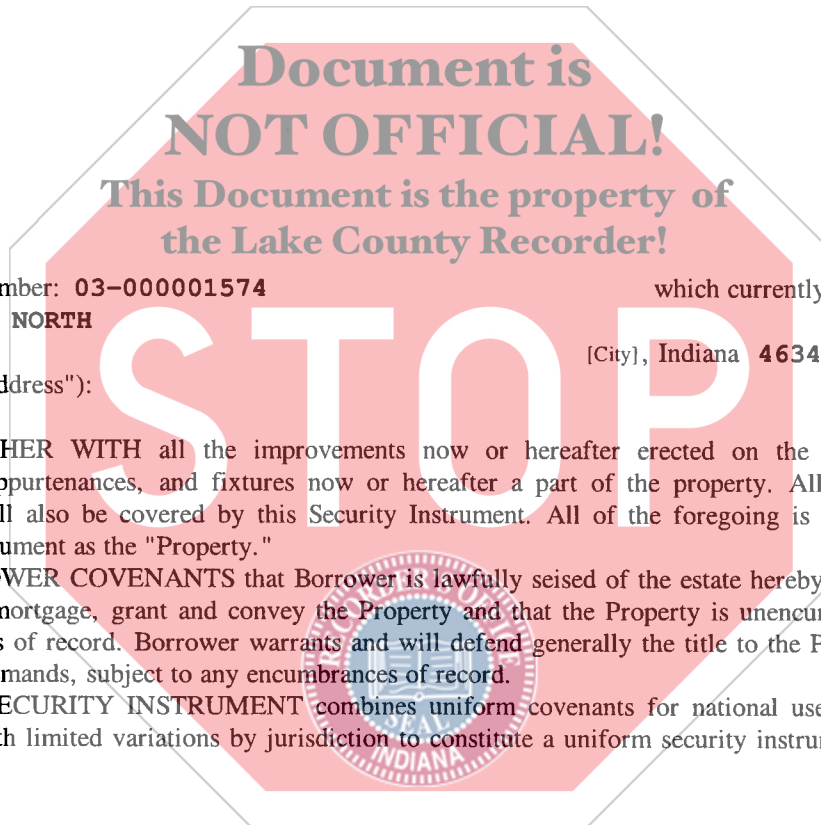 Document is
NOT OFFICIAL!
This Document is the property of
the Lake County Recorder!
mber: 03-000001574 which currently
NORTH
[City], Indiana 4634
ddress"):
STOP
HER WITH all the improvements now or hereafter erected on the
ppurtenances, and fixtures now or hereafter a part of the property. All
ll also be covered by this Security Instrument. All of the foregoing is
ument as the "Property."
WER COVENANTS that Borrower is lawfully seised of the estate hereby
mortgage, grant and convey the Property and that the Property is unencu
s of record. Borrower warrants and will defend generally the title to the P
mands, subject to any encumbrances of record.
ECURITY INSTRUMENT combines uniform covenants for national use
th limited variations by jurisdiction to constitute a uniform security instru
SEAL
INDIANA